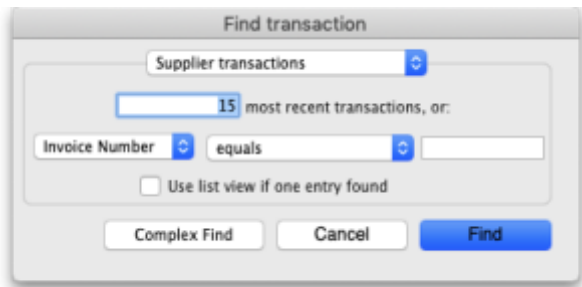 Find transaction
Supplier transactions
15 most recent transactions, or:
Invoice Number equals
Use list view if one entry found
Complex Find Cancel Find